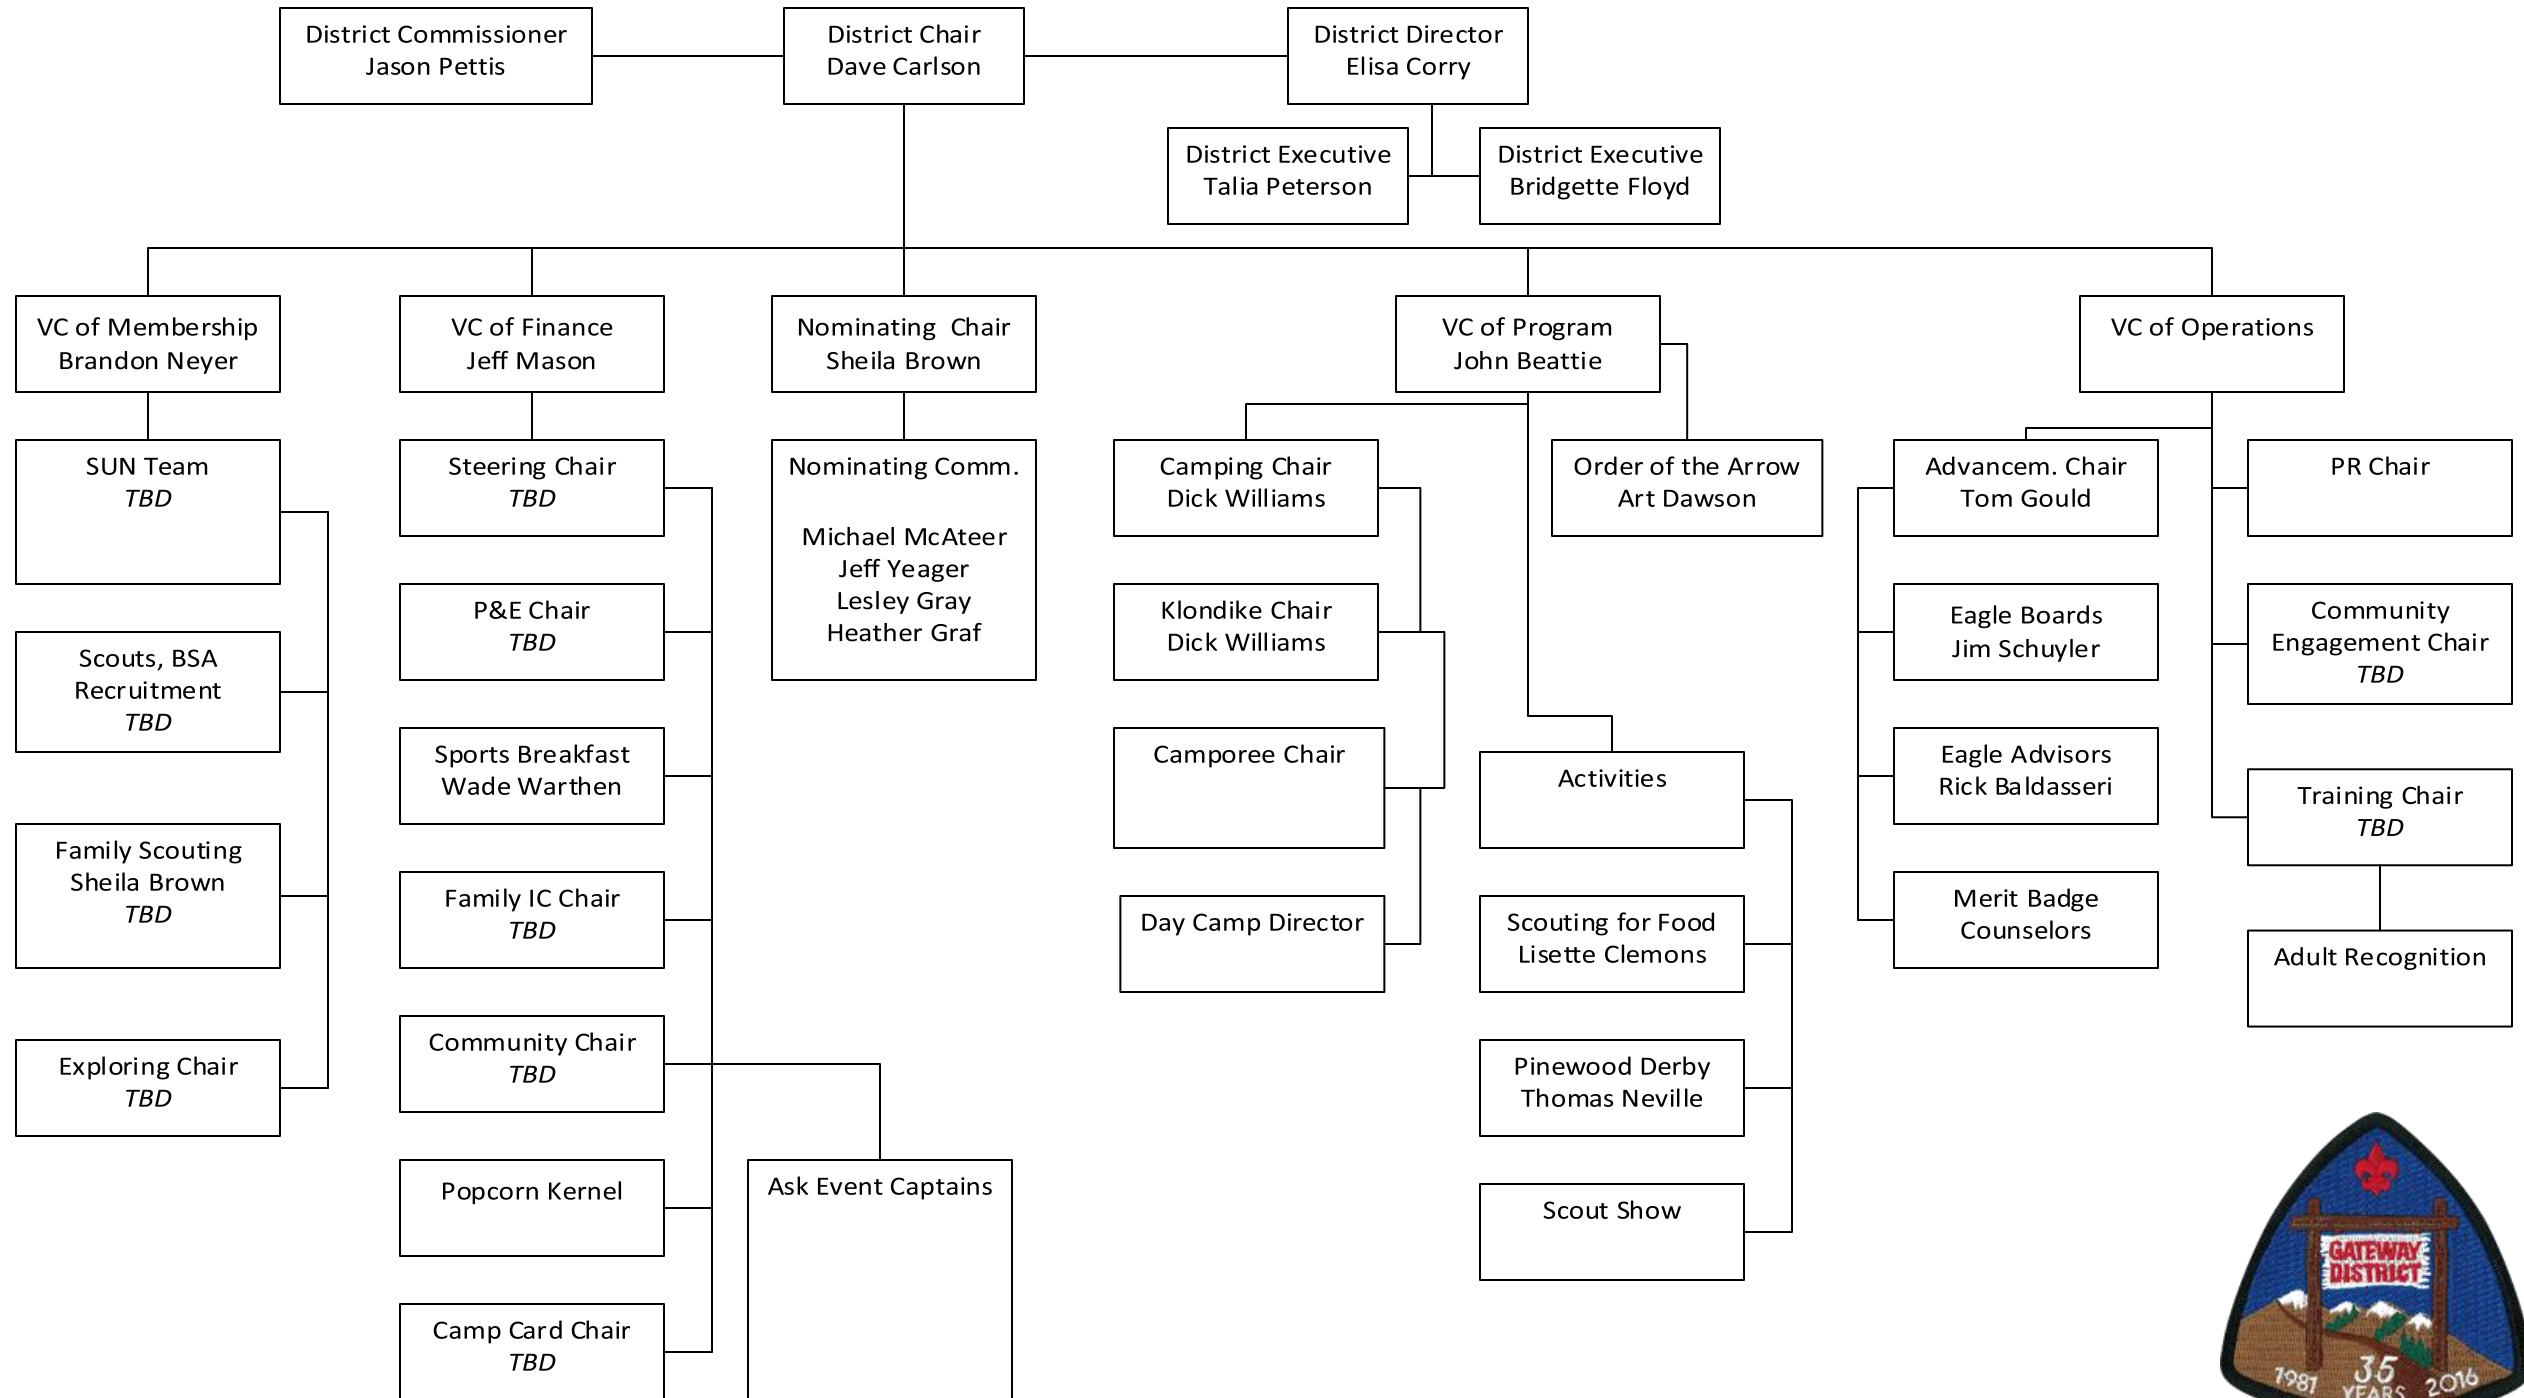 District Commissioner
Jason Pettis
District Chair
Dave Carlson
District Director
Elisa Corry
District Executive
Talia Peterson
District Executive
Bridgette Floyd
VC of Membership
Brandon Neyer
VC of Finance
Jeff Mason
Nominating  Chair
Sheila Brown
VC of Program
John Beattie
VC of Operations
SUN Team
TBD
Scouts, BSA
Recruitment
TBD
Family Scouting
Sheila Brown
TBD
Exploring Chair
TBD
Steering Chair
TBD
P&E Chair
TBD
Sports Breakfast
Wade Warthen
Family IC Chair
TBD
Community Chair
TBD
Popcorn Kernel
Camp Card Chair
TBD
Ask Event Captains
Nominating Comm.
Michael McAteer
Jeff Yeager
Lesley Gray
Heather Graf
Camping Chair
Dick Williams
Klondike Chair
Dick Williams
Camporee Chair
Day Camp Director
Order of the Arrow
Art Dawson
Activities
Scouting for Food
Lisette Clemons
Pinewood Derby
Thomas Neville
Scout Show
Advancem. Chair
Tom Gould
Eagle Boards
Jim Schuyler
Eagle Advisors
Rick Baldasseri
Merit Badge
Counselors
PR Chair
Community
Engagement Chair
TBD
Training Chair
TBD
Adult Recognition
GATEWAY
DISTRICT
1981 35 2016
YEARS